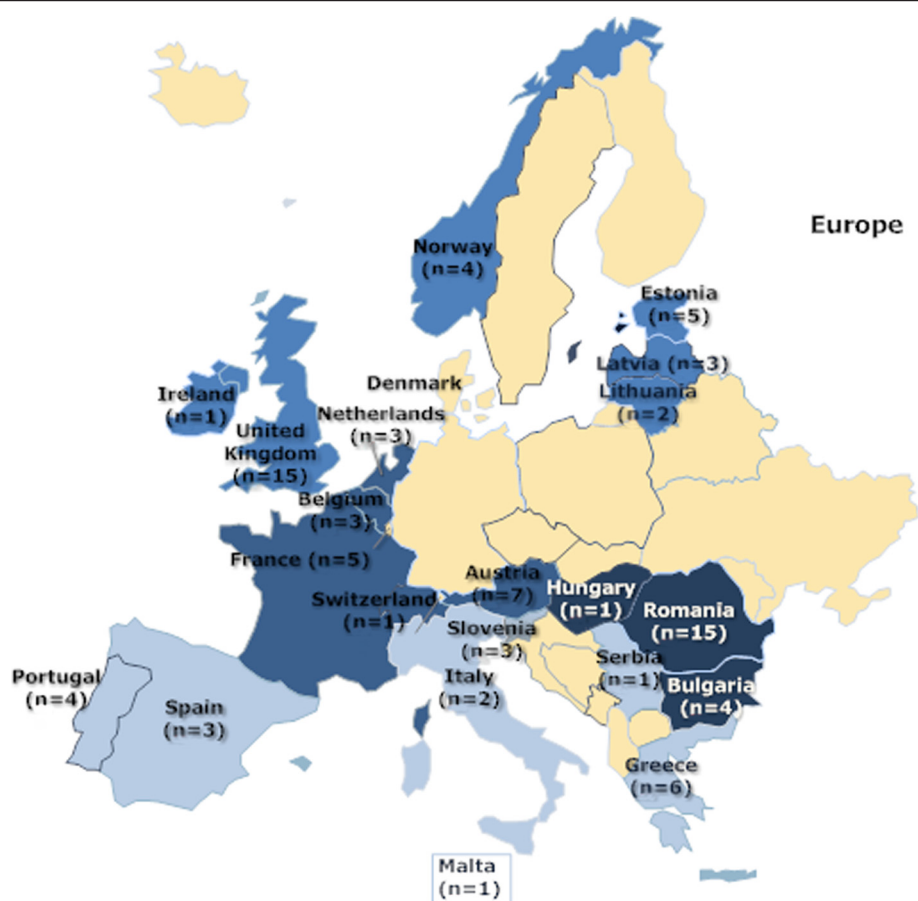 Europe
Norway
(n=4)
Estonia
(n=5)
Latvia (n=3)
Lithuania
(n=2)
Denmark
Ireland
(n=1)
Netherlands
(n=3)
United
Kingdom
(n=15)
Belgium
(n=3)
France (n=5)
Austria
(n=7)
Hungary
(n=1)
Switzerland
(n=1)
Romania
(n=15)
Slovenia
(n=3)
Serbia
(n=1)
Italy
(n=2)
Bulgaria
(n=4)
Portugal
(n=4)
Spain
(n=3)
Greece
(n=6)
Malta
(n=1)